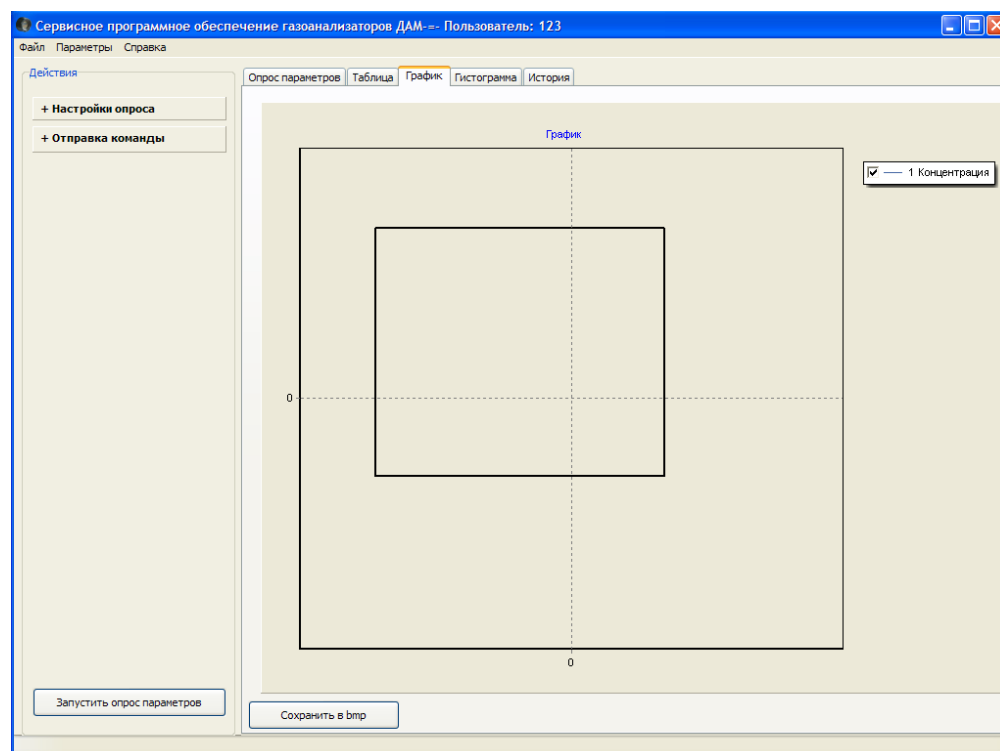 Сервисное программное обеспечение газоанализаторов ДАМ-=- Пользователь: 123
Файл Параметры Справка
Действия
+ Настройки опроса
+ Отправка команды
Запустить опрос параметров
Опрос параметров Таблица График Гистограмма История
График
1 Концентрация
0
0
Сохранить в bmp